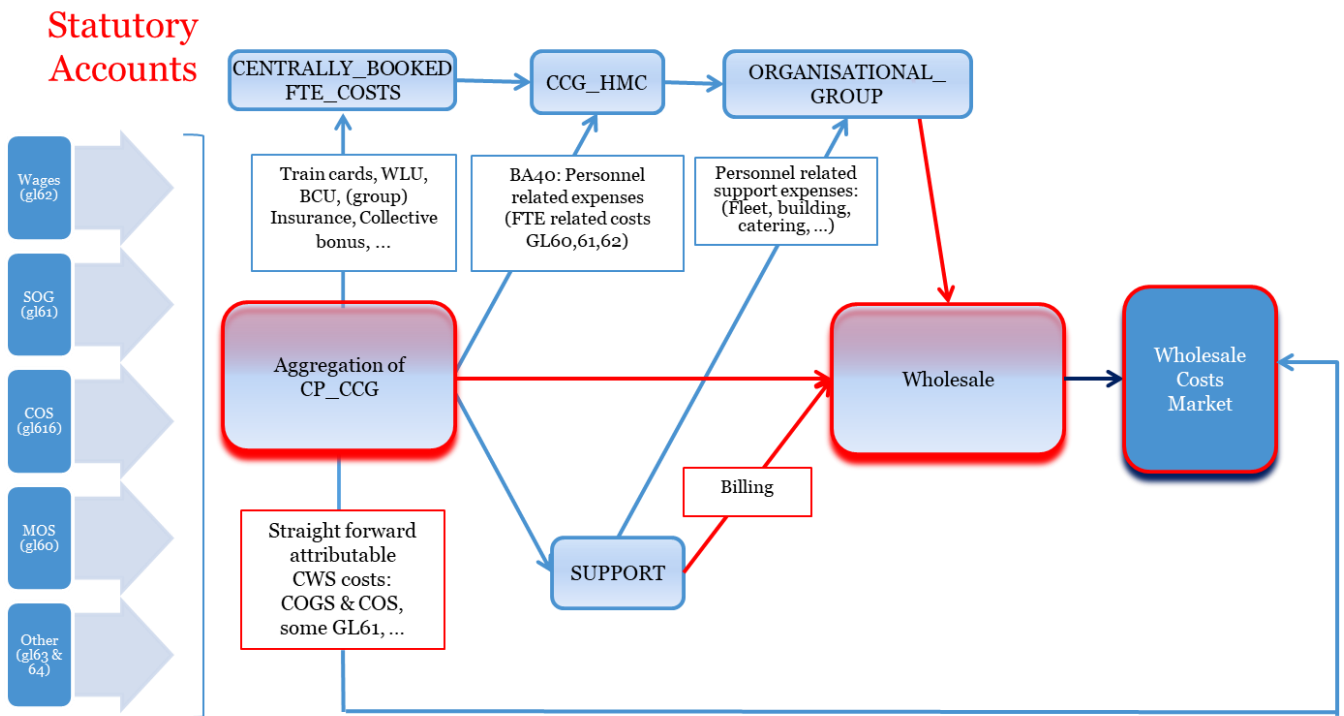 Statutory
Accounts
CENTRALLY_BOOKED
FTE_COSTS
CCG_HMC
ORGANISATIONAL_
GROUP
Wages
(gl62)
SOG
(gl61)
COS
(gl616)
MOS
(gl60)
Other
(gl63 &
64)
Train cards, WLU,
BCU, (group)
Insurance, Collective
bonus, ...
BA40: Personnel
related expenses
(FTE related costs
GL60,61,62)
Personnel related
support expenses:
(Fleet, building,
catering, ...)
Aggregation of
CP_CCG
Wholesale
Wholesale
Costs
Market
Billing
Straight forward
attributable
CWS costs:
COGS & COS,
some GL61, ...
SUPPORT